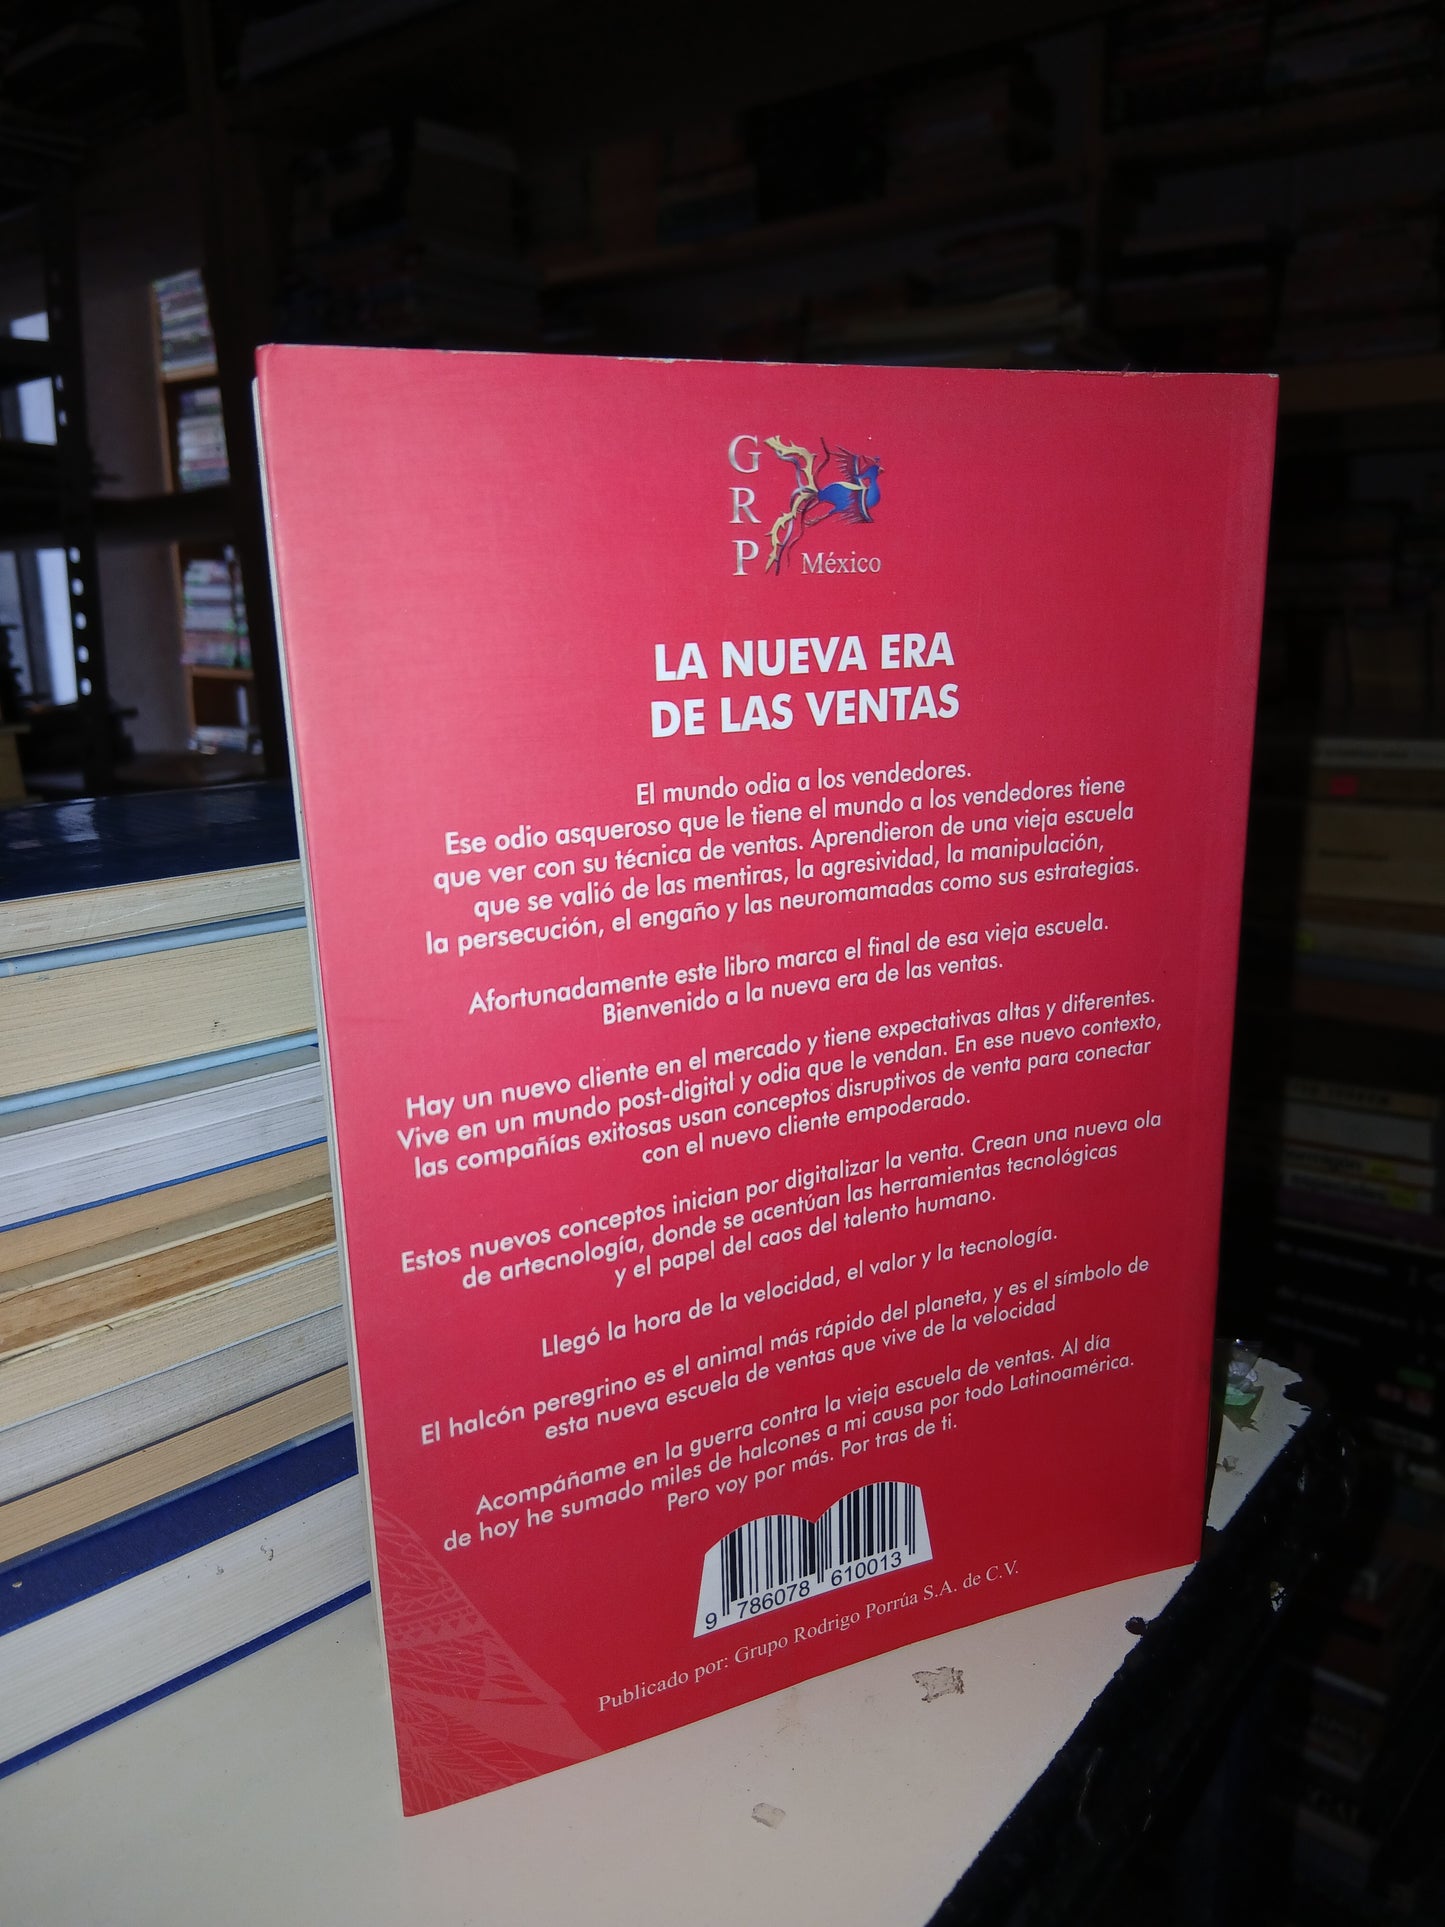 G
R
P
México
LA NUEVA ERA
DE LAS VENTAS
El mundo odia a los vendedores.
Ese odio asqueroso que le tiene el mundo a los vendedores tiene
que ver con su técnica de ventas. Aprendieron de una vieja escuela
que se valió de las mentiras, la agresividad, la manipulación,
la persecución, el engaño y las neuromamadas como sus estrategias.
Afortunadamente este libro marca el final de esa vieja escuela.
Bienvenido a la nueva era de las ventas.
Hay un nuevo cliente en el mercado y tiene expectativas altas y diferentes.
Vive en un mundo post-digital y odia que le vendan. En ese nuevo contexto,
las compañías exitosas usan conceptos disruptivos de venta para conectar
con el nuevo cliente empoderado.
Estos nuevos conceptos inician por digitalizar la venta. Crean una nueva ola
de artecnología, donde se acentúan las herramientas tecnológicas
y el papel del caos del talento humano.
Llegó la hora de la velocidad, el valor y la tecnología.
El halcón peregrino es el animal más rápido del planeta, y es el símbolo de
esta nueva escuela de ventas que vive de la velocidad
Acompáñame en la guerra contra la vieja escuela de ventas. Al día
de hoy he sumado miles de halcones a mi causa por todo Latinoamérica.
Pero voy por más. Por tras de ti.
9 786078 610013
Publicado por: Grupo Rodrigo Porrúa S.A. de C.V.